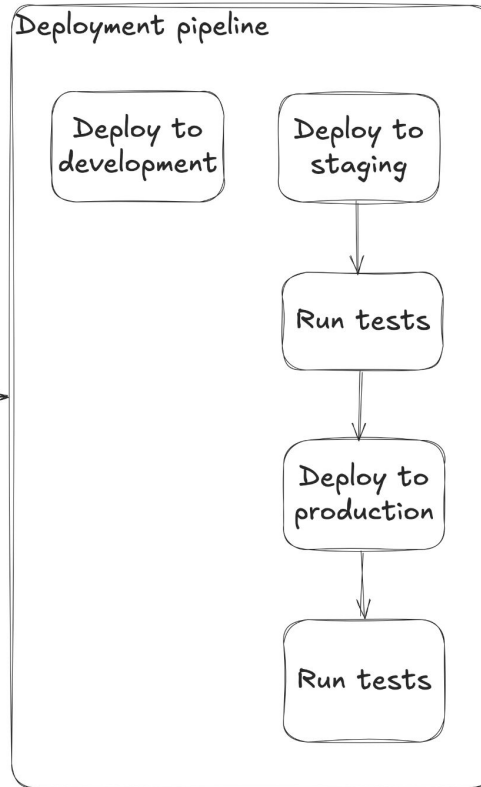 Deployment pipeline
Deploy to
development
Deploy to
staging
Run tests
Deploy to
production
Run tests